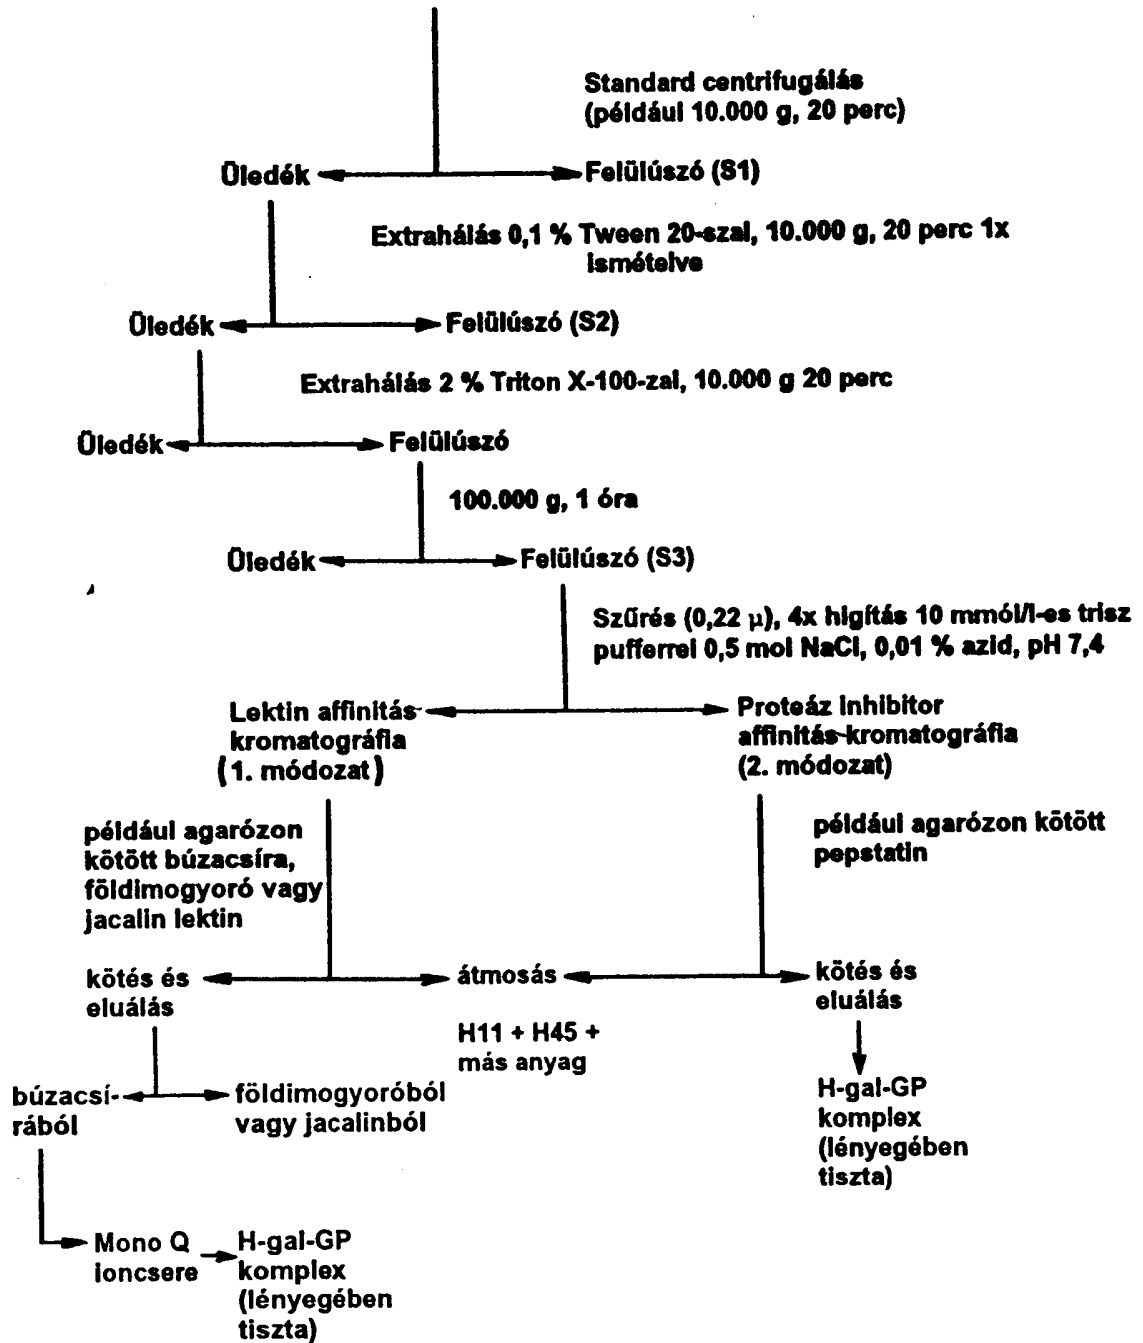 Standard centrifugálás
(például 10.000 g, 20 perc)
Üledék
Felülúszó (S1)
Extrahálás 0,1 % Tween 20-szal, 10.000 g, 20 perc 1x
ismételve
Üledék
Felülúszó (S2)
Extrahálás 2 % Triton X-100-zal, 10.000 g 20 perc
Üledék
Felülúszó
100.000 g, 1 óra
Üledék
Felülúszó (S3)
Szűrés (0,22 µ), 4x hígítás 10 mmól/l-es trisz
pufferrel 0,5 mol NaCl, 0,01 % azid, pH 7,4
Lektin affinitás-
kromatográfia
(1. módozat)
Proteáz inhibitor
affinitás-kromatográfia
(2. módozat)
például agarózon
kötött búzacsíra,
földimogyoró vagy
jacalin lektin
például agarózon kötött
pepstatin
kötés és
eluálás
átmosás
kötés és
eluálás
H11 + H45 +
más anyag
búzacsí-
rából
földimogyoróból
vagy jacalinból
H-gal-GP
komplex
(lényegében
tiszta)
Mono Q
ioncsere
H-gal-GP
komplex
(lényegében
tiszta)